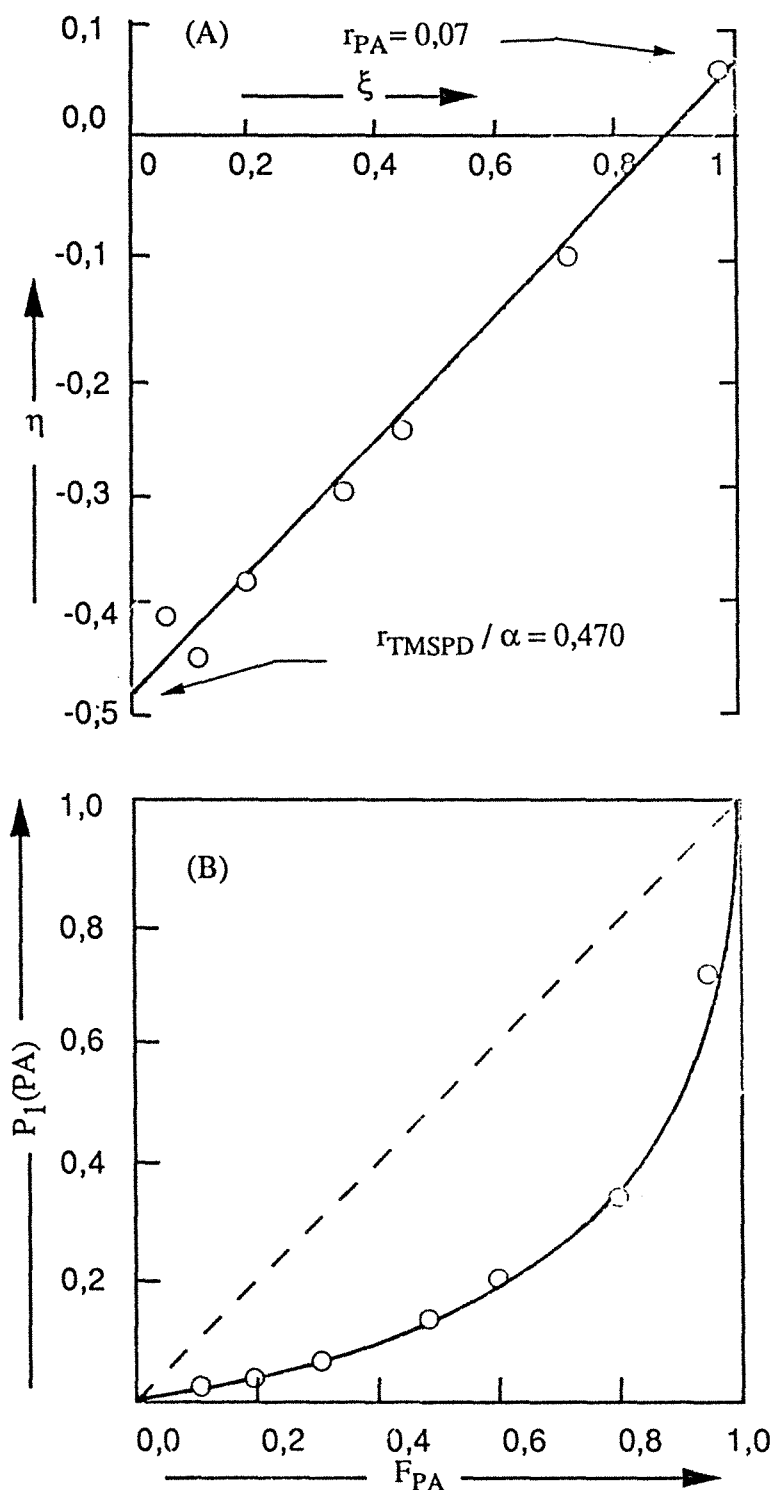 0,1
(A)
r_PA = 0,07
ξ
0,0
0 0,2 0,4 0,6 0,8 1
-0,1
-0,2
η
-0,3
-0,4
r_TMSPD / α = 0,470
-0,5
1,0
(B)
0,8
0,6
P_1(PA)
0,4
0,2
0,0 0,2 0,4 0,6 0,8 1,0
F_PA